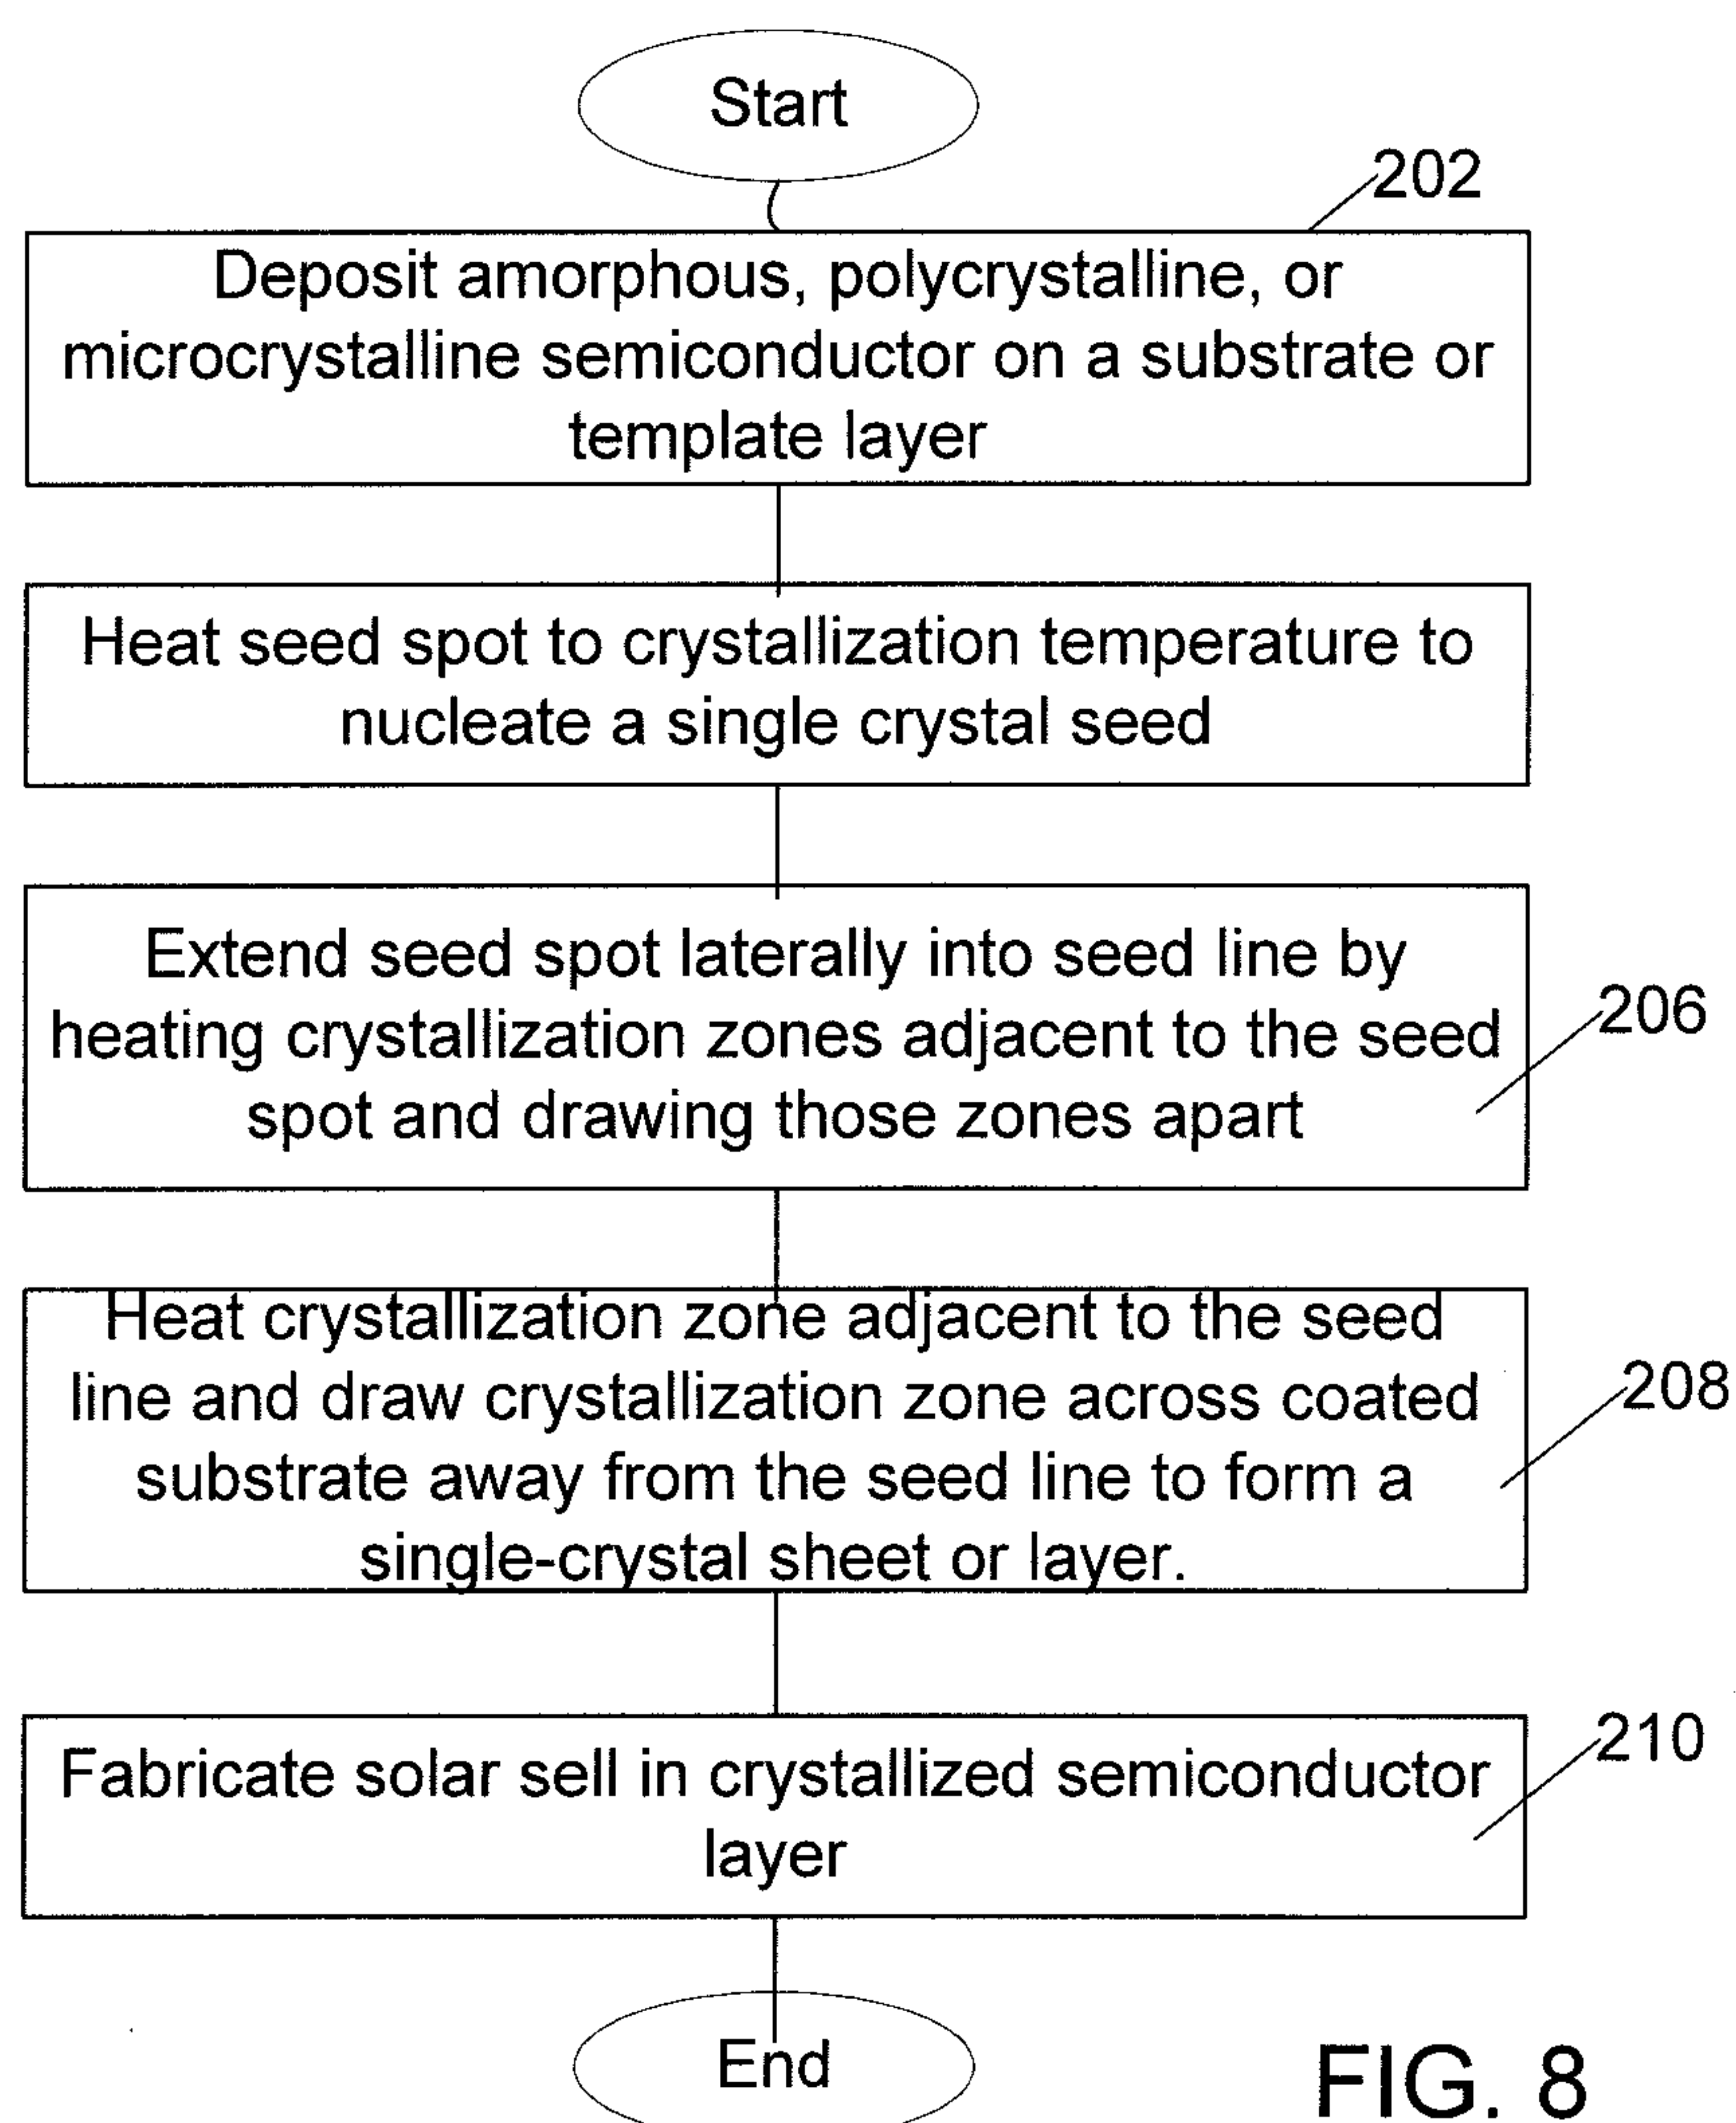 Start
202
Deposit amorphous, polycrystalline, or
microcrystalline semiconductor on a substrate or
template layer
Heat seed spot to crystallization temperature to
nucleate a single crystal seed
Extend seed spot laterally into seed line by
heating crystallization zones adjacent to the seed
spot and drawing those zones apart
206
Heat crystallization zone adjacent to the seed
line and draw crystallization zone across coated
substrate away from the seed line to form a
single-crystal sheet or layer.
208
Fabricate solar sell in crystallized semiconductor
layer
210
End
FIG. 8